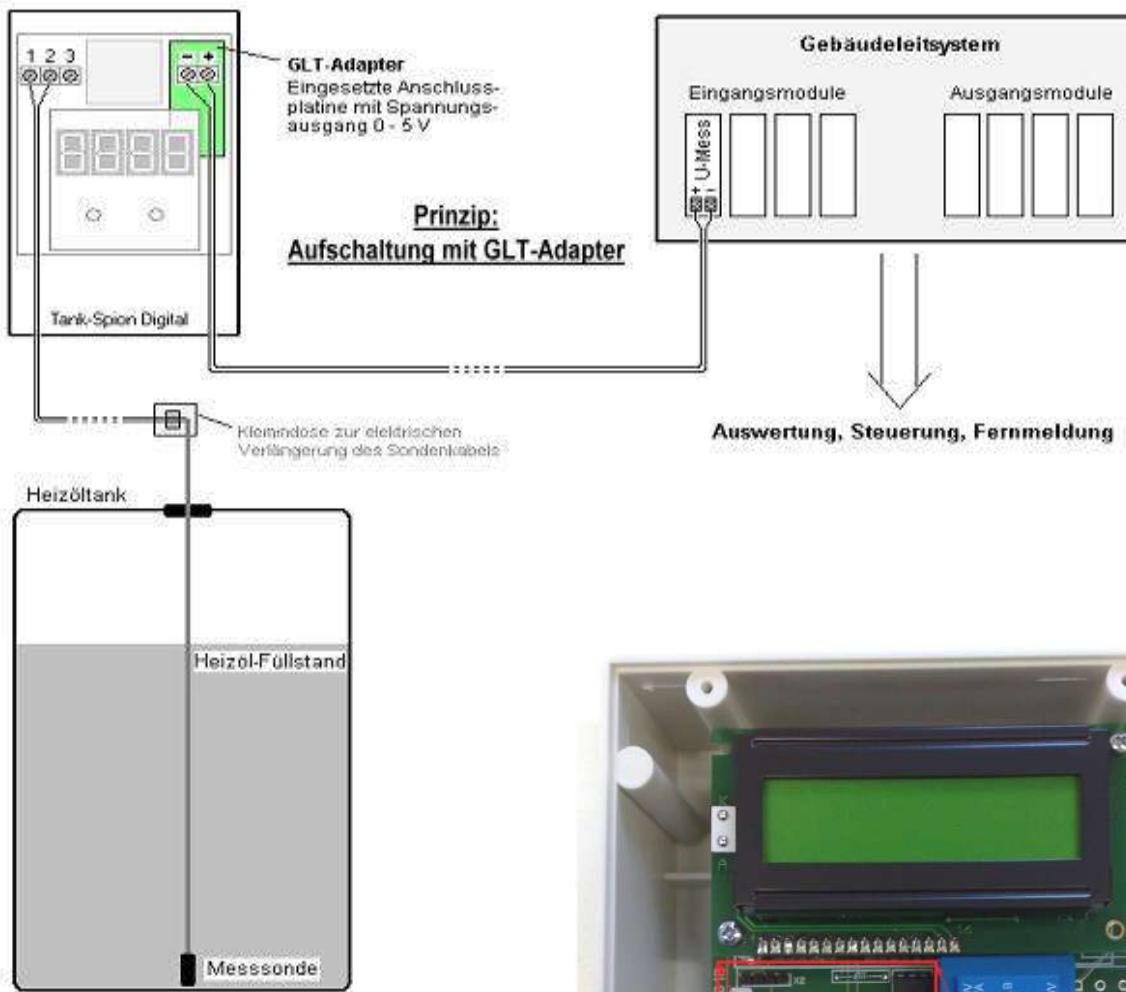 1 2 3
- +
GLT-Adapter
Eingesetzte Anschluss-
platine mit Spannungs-
ausgang 0 - 5 V
Prinzip:
Aufschaltung mit GLT-Adapter
Tank-Spion Digital
Gebäudeleitsystem
Eingangsmodule
Ausgangsmodule
+ - U-Mess
Auswertung, Steuerung, Fernmeldung
Klemmdose zur elektrischen
Verlängerung des Sondenkabels
Heizöltank
Heizöl-Füllstand
Messsonde
K
A
16
X2